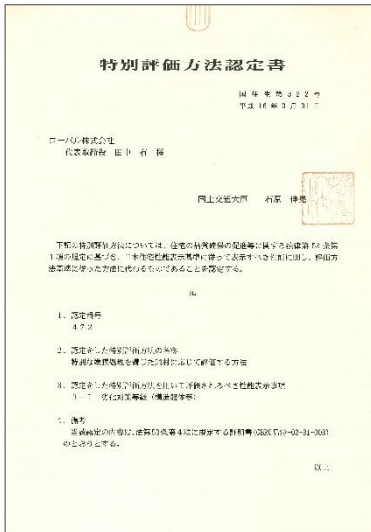 特別評価方法認定書
国住生第322号
平成16年3月31日
ローバル株式会社
代表取締役 田中 様
国土交通大臣 石原 伸晃
下記の特別評価方法については、住宅の品質確保の促進等に関する法律第58条第
1項の規定に基づき、日本住宅性能表示基準に従って表示すべき性能に関し、評価方
法基準に従った方法に代わるものであることを認定する。
記
1. 認定番号
472
2. 認定をした特別評価方法の名称
特別な塗膜処理を講じた鋼材に応じて評価する方法
3. 認定をした特別評価方法を用いて評価されるべき性能表示事項
3-1 劣化対策等級(構造躯体等)
4. 備考
当該認定の内容は、法第59条第4項に規定する証明書
のとおりとする。
以上